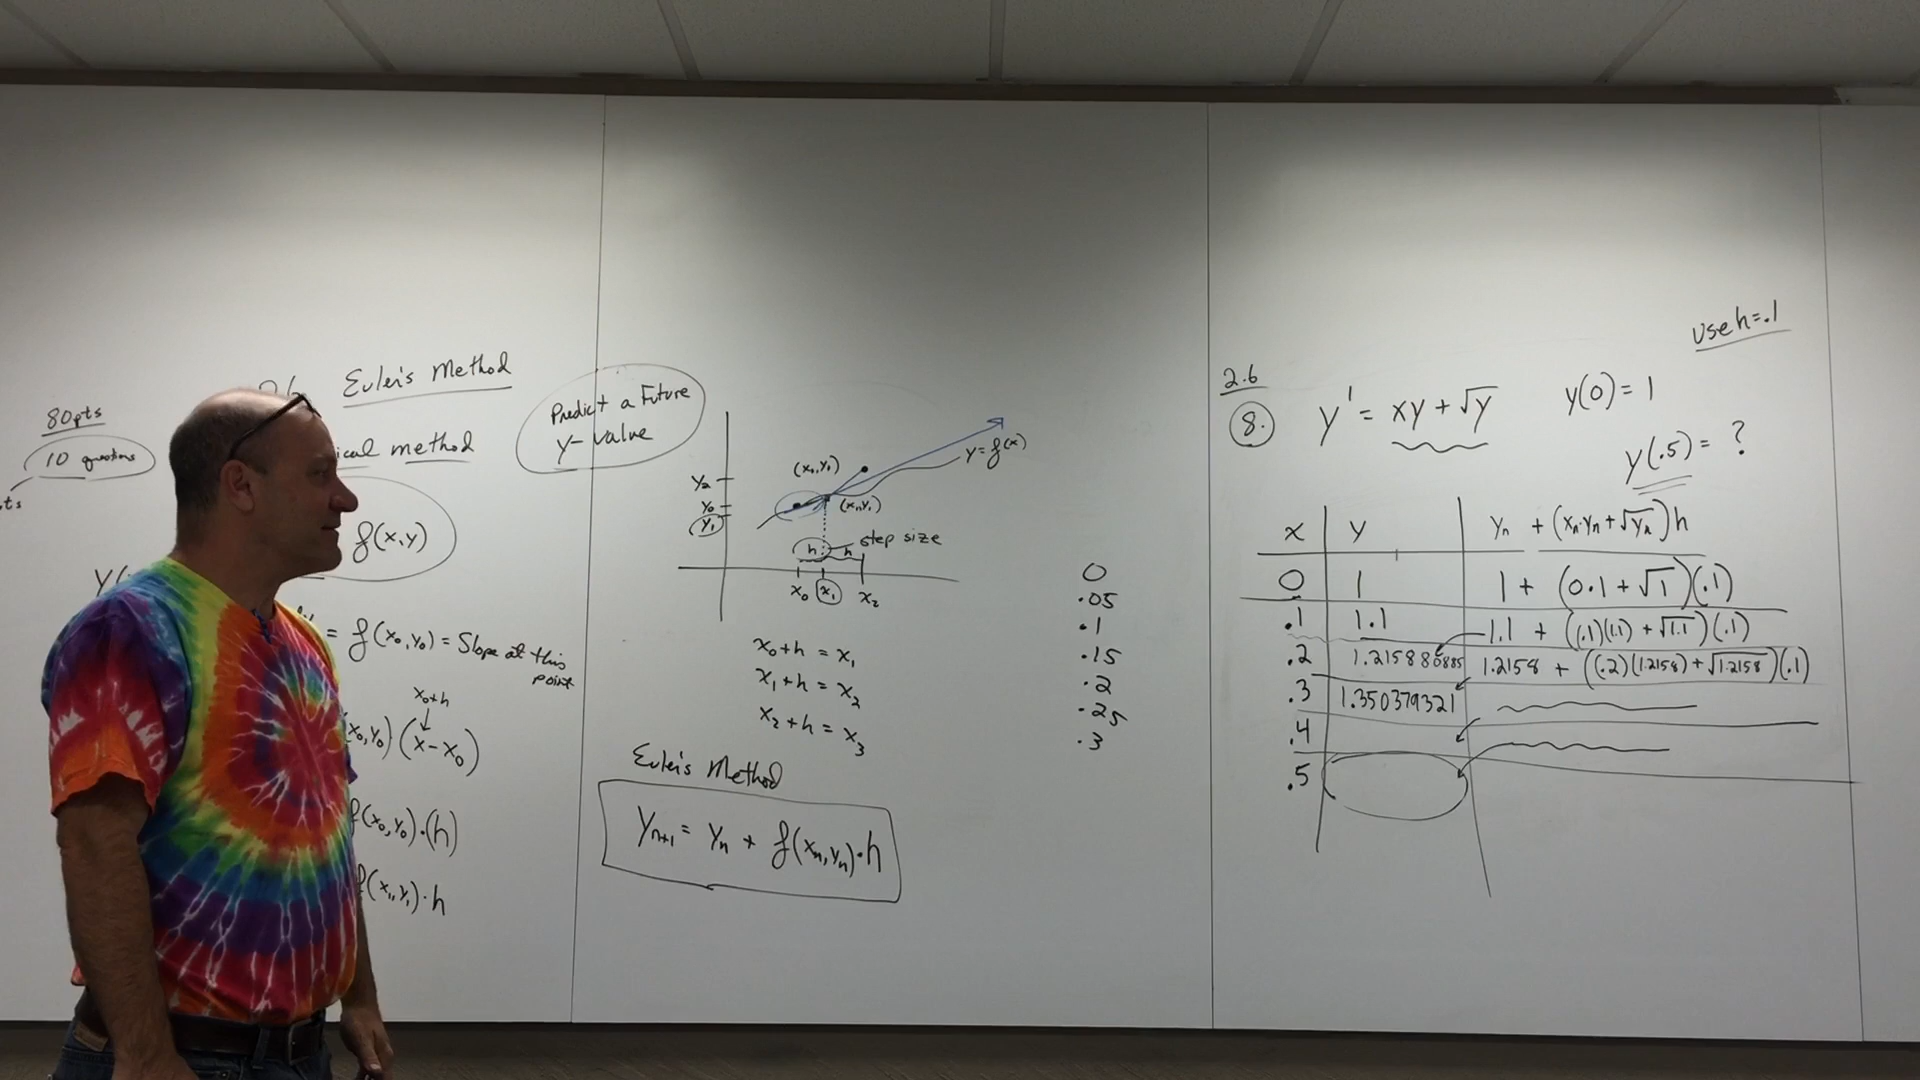 80pts
10 questions
ts
Euler's Method
ical method
f(x,y)
= f(x₀,y₀) = Slope at this
point
x₀+h
↓
(x₀,y₀)(x-x₀)
f(x₀,y₀)·(h)
f(x₁,y₁)·h
Predict a Future
y-value
y₂
y₀
y₁
(x₁,y₁)
y=f(x)
h
h
step size
x₀ x₁ x₂
x₀+h = x₁
x₁+h = x₂
x₂+h = x₃
Euler's Method
yₙ₊₁ = yₙ + f(xₙ,yₙ)·h
0
.05
.1
.15
.2
.25
.3
use h=.1
2.6
8. y' = xy + √y y(0)=1
y(.5) = ?
x y yₙ + (xₙ·yₙ+√yₙ)h
0 1 1 + (0.1 + √1)(.1)
.1 1.1 1.1 + ((.1)(1.1) + √1.1)(.1)
.2 1.215880885 1.2158 + ((.2)(1.2158)+√1.2158)(.1)
.3 1.350379321
.4
.5